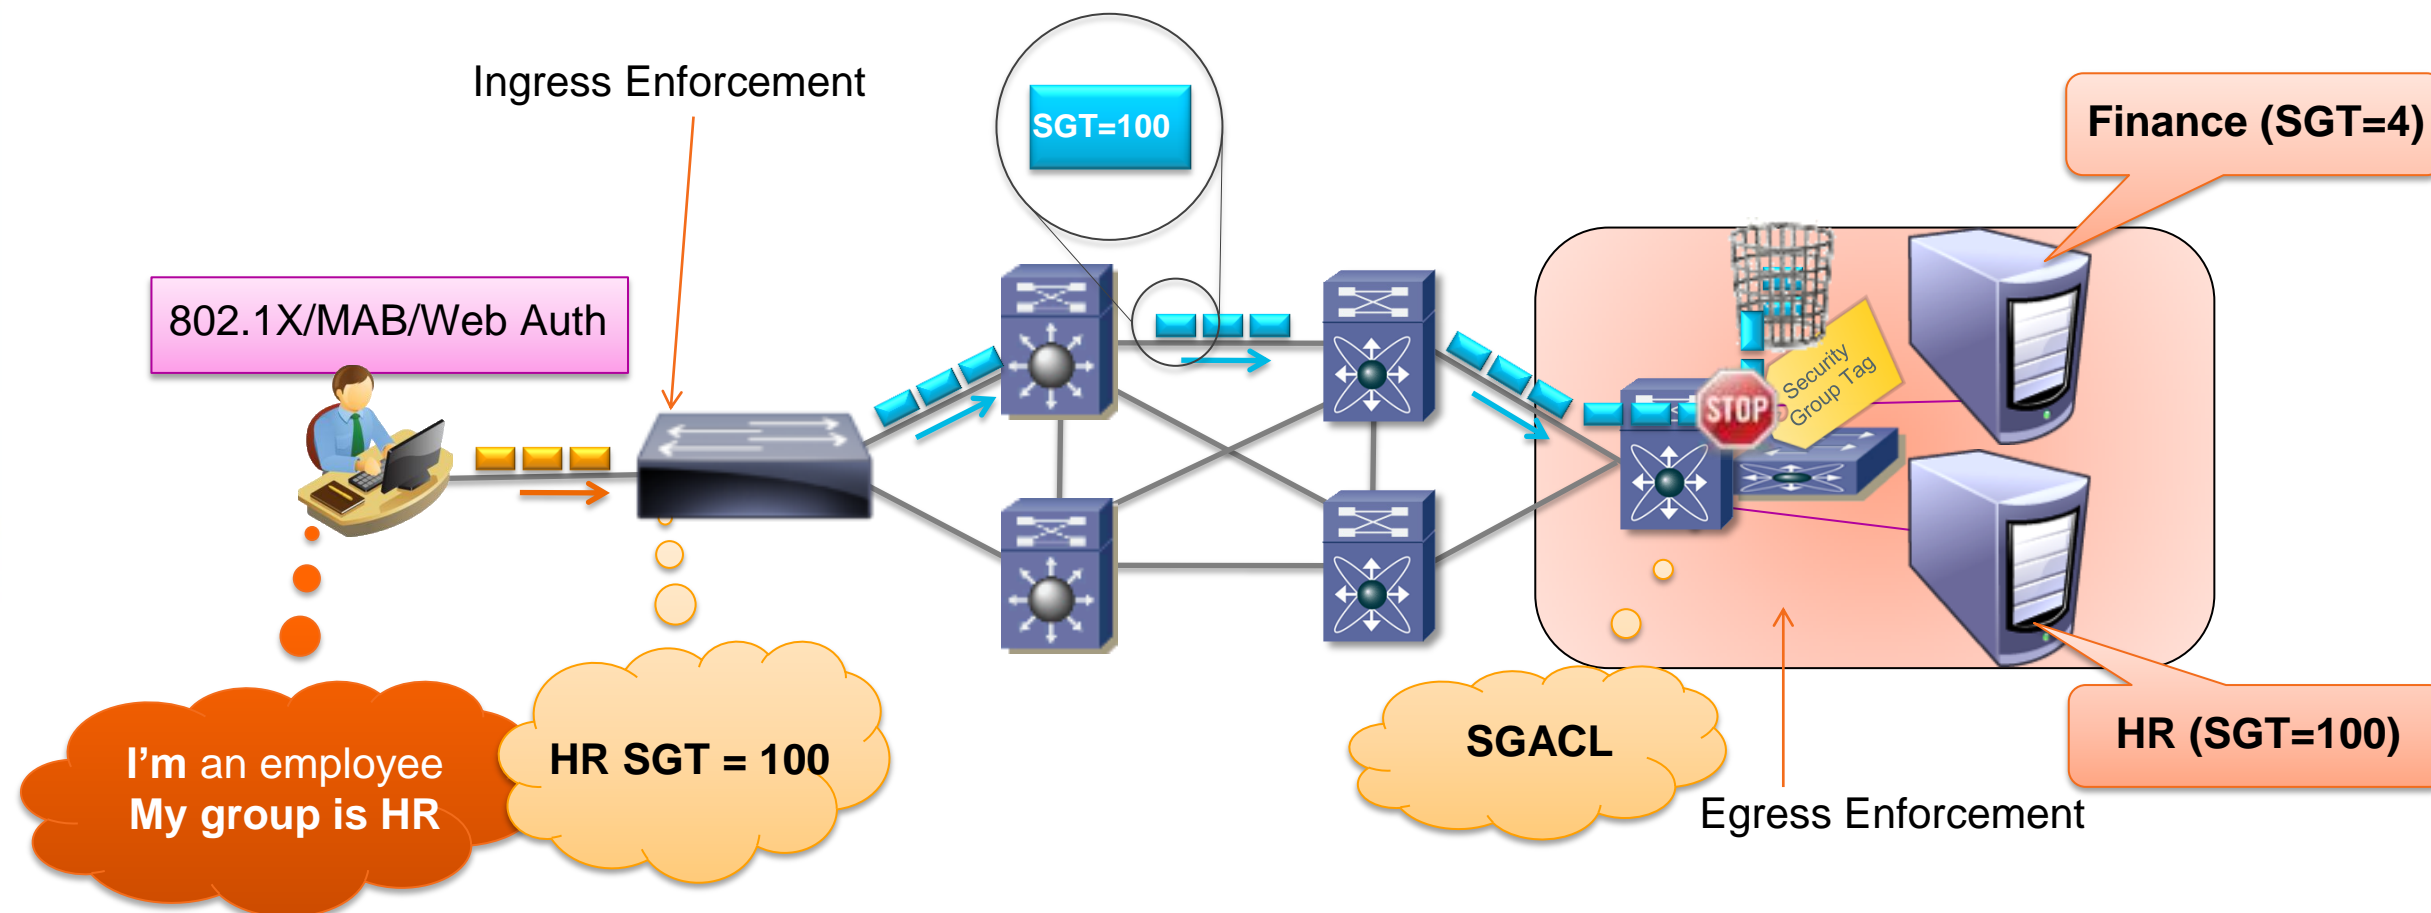 Ingress Enforcement
SGT=100
Finance (SGT=4)
802.1X/MAB/Web Auth
Security
Group Tag
STOP
I’m an employee
My group is HR
HR SGT = 100
SGACL
HR (SGT=100)
Egress Enforcement